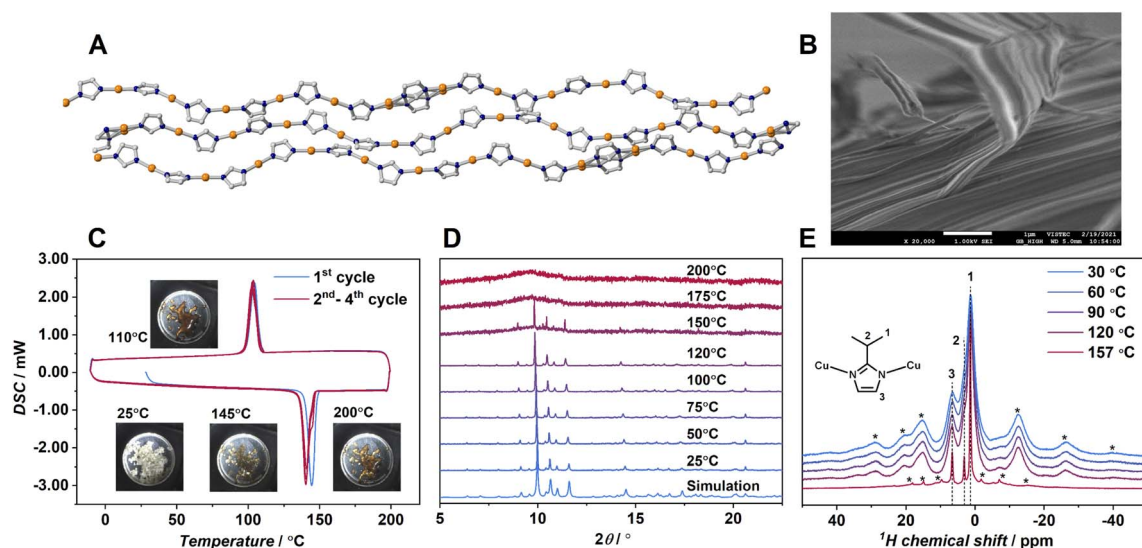 A
B
1μm VISTEC 2/19/2021
X 20,000 1.00kV SEI GB_HIGH WD 5.0mm 10:54:00
C
DSC / mW
3.00
2.00
1.00
0.00
-1.00
-2.00
-3.00
1st cycle
2nd- 4th cycle
110°C
25°C
145°C
200°C
0 50 100 150 200
Temperature / °C
D
200°C
175°C
150°C
120°C
100°C
75°C
50°C
25°C
Simulation
5 10 15 20
2θ / °
E
30 °C
60 °C
90 °C
120 °C
157 °C
1
2
3
2 1
Cu N N Cu
3
* * * * * *
* * * * * *
40 20 0 -20 -40
1H chemical shift / ppm